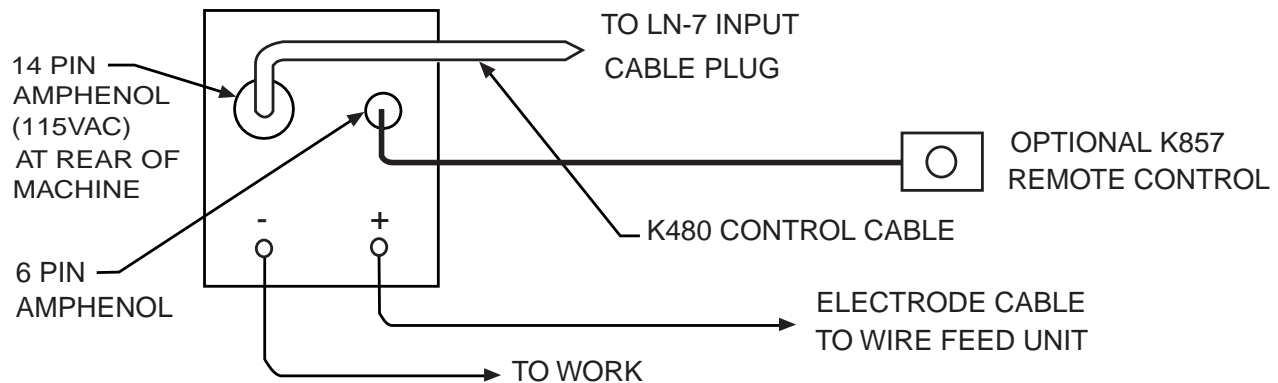 TO LN-7 INPUT
CABLE PLUG
14 PIN
AMPHENOL
(115VAC)
AT REAR OF
MACHINE
OPTIONAL K857
REMOTE CONTROL
- +
K480 CONTROL CABLE
6 PIN
AMPHENOL
ELECTRODE CABLE
TO WIRE FEED UNIT
TO WORK